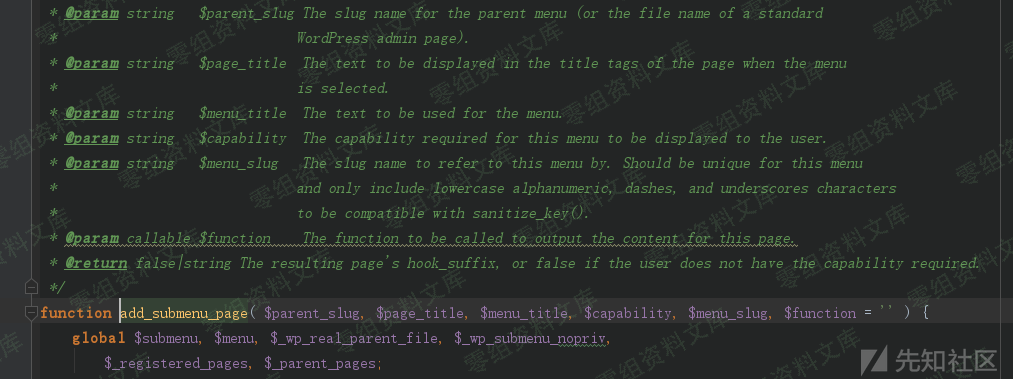 * @param string $parent_slug The slug name for the parent menu (or the file name of a standard
* WordPress admin page).
* @param string $page_title The text to be displayed in the title tags of the page when the menu
* is selected.
* @param string $menu_title The text to be used for the menu.
* @param string $capability The capability required for this menu to be displayed to the user.
* @param string $menu_slug The slug name to refer to this menu by. Should be unique for this menu
* and only include lowercase alphanumeric, dashes, and underscores characters
* to be compatible with sanitize_key().
* @param callable $function The function to be called to output the content for this page.
* @return false|string The resulting page's hook_suffix, or false if the user does not have the capability required.
*/
function add_submenu_page( $parent_slug, $page_title, $menu_title, $capability, $menu_slug, $function = '' ) {
global $submenu, $menu, $_wp_real_parent_file, $_wp_submenu_nopriv,
$_registered_pages, $_parent_pages;
先知社区
零组资料文库